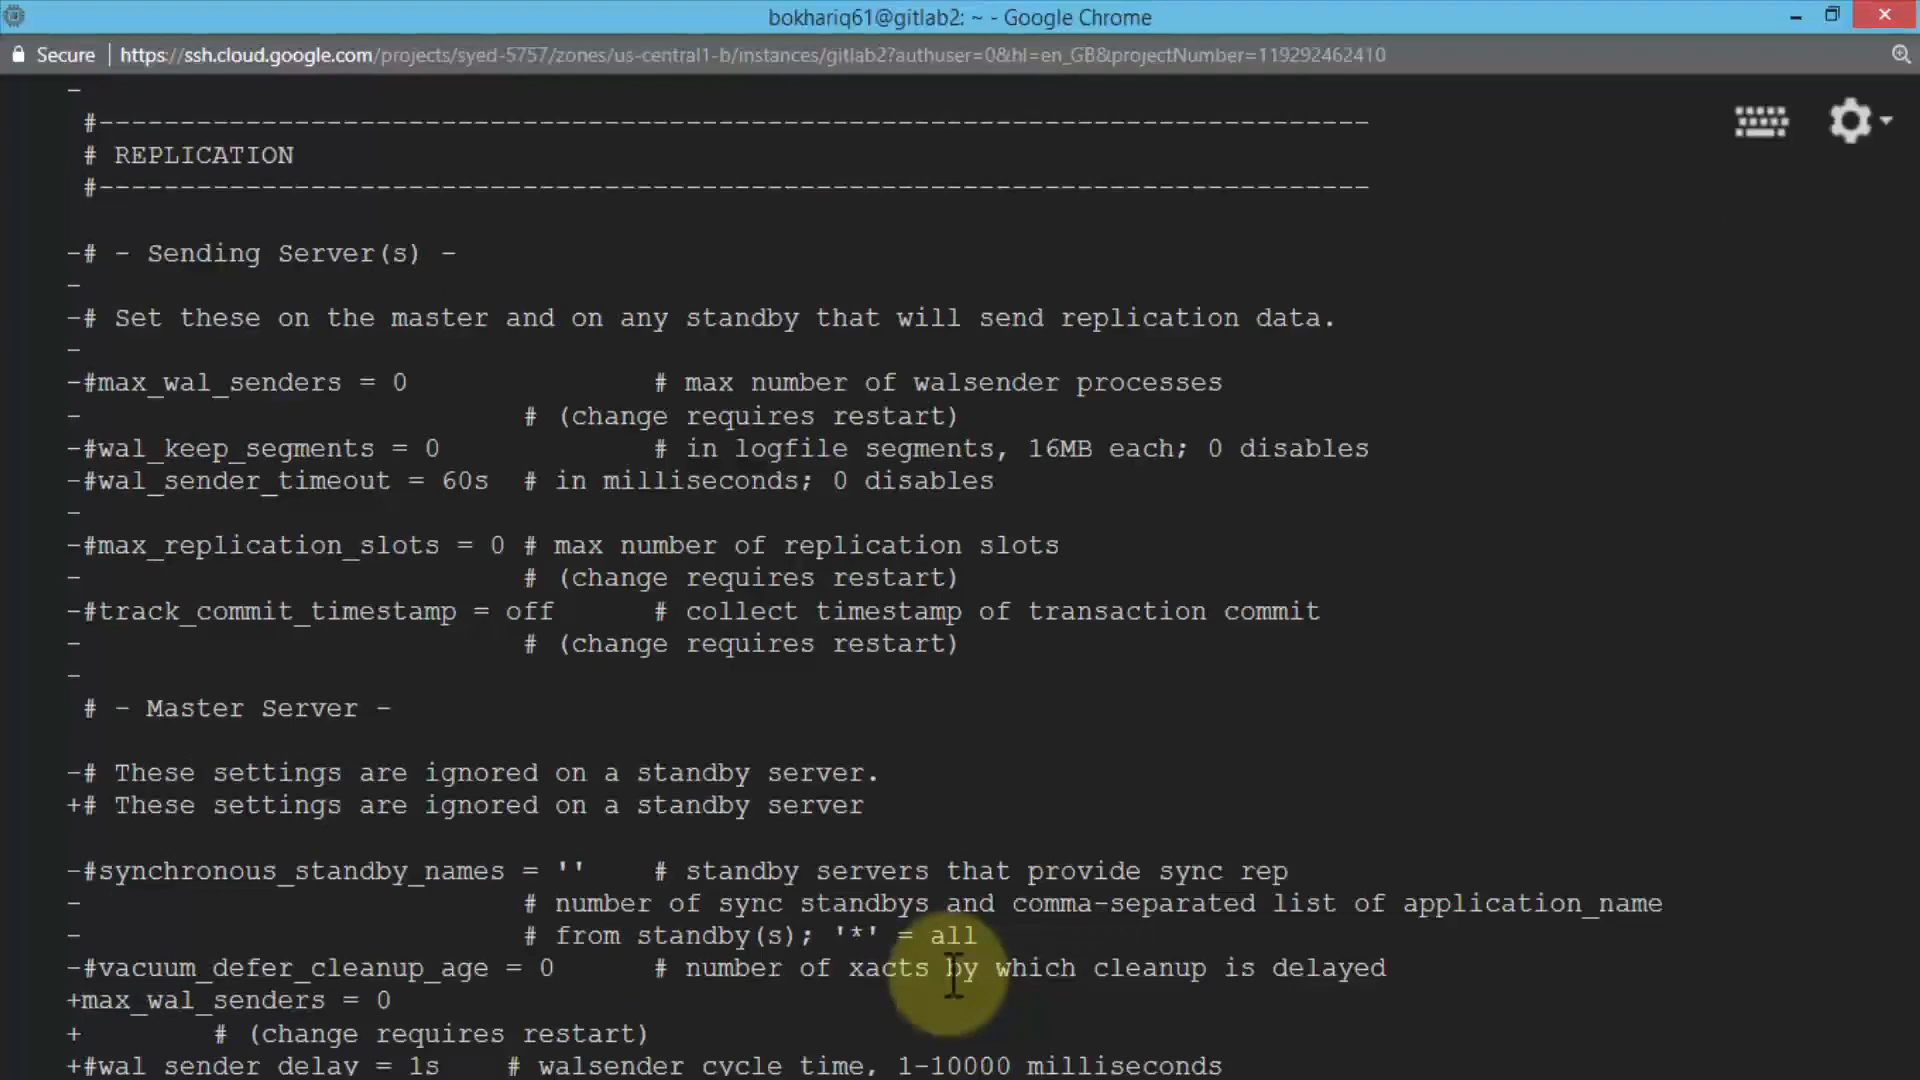 bokhariq61@gitlab2: ~ - Google Chrome
Secure | https://ssh.cloud.google.com/projects/syed-5757/zones/us-central1-b/instances/gitlab2?authuser=0&hl=en_GB&projectNumber=119292462410
-
#------------------------------------------------------------------------------
# REPLICATION
#------------------------------------------------------------------------------
-# - Sending Server(s) -
-
-# Set these on the master and on any standby that will send replication data.
-
-#max_wal_senders = 0 # max number of walsender processes
- # (change requires restart)
-#wal_keep_segments = 0 # in logfile segments, 16MB each; 0 disables
-#wal_sender_timeout = 60s # in milliseconds; 0 disables
-
-#max_replication_slots = 0 # max number of replication slots
- # (change requires restart)
-#track_commit_timestamp = off # collect timestamp of transaction commit
- # (change requires restart)
-
# - Master Server -
-# These settings are ignored on a standby server.
+# These settings are ignored on a standby server
-#synchronous_standby_names = '' # standby servers that provide sync rep
- # number of sync standbys and comma-separated list of application_name
- # from standby(s); '*' = all
-#vacuum_defer_cleanup_age = 0 # number of xacts by which cleanup is delayed
+max_wal_senders = 0
+ # (change requires restart)
+#wal_sender_delay = 1s # walsender cycle time, 1-10000 milliseconds